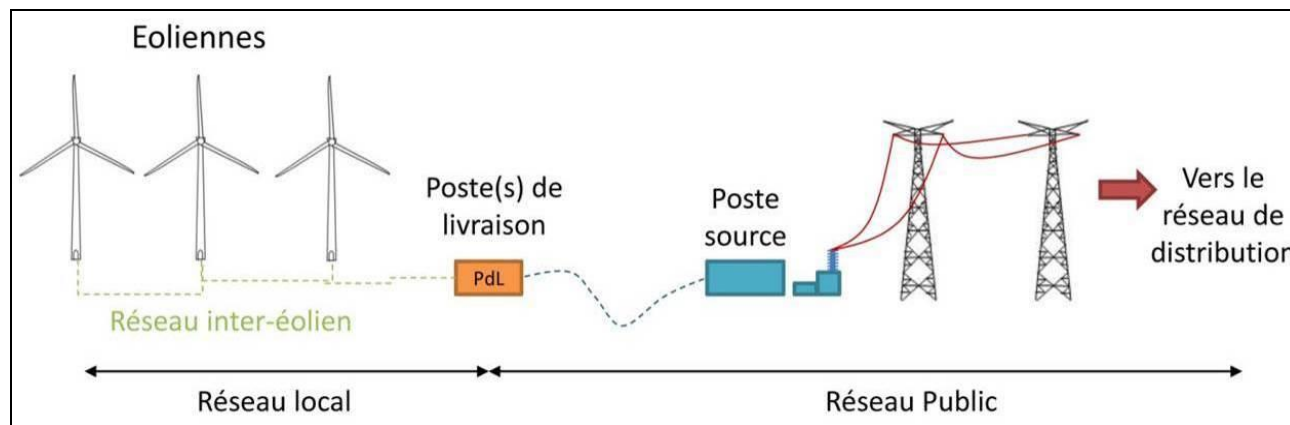 Eoliennes
Poste(s) de
livraison
PdL
Poste
source
Vers le
réseau de
distribution
Réseau inter-éolien
Réseau local
Réseau Public